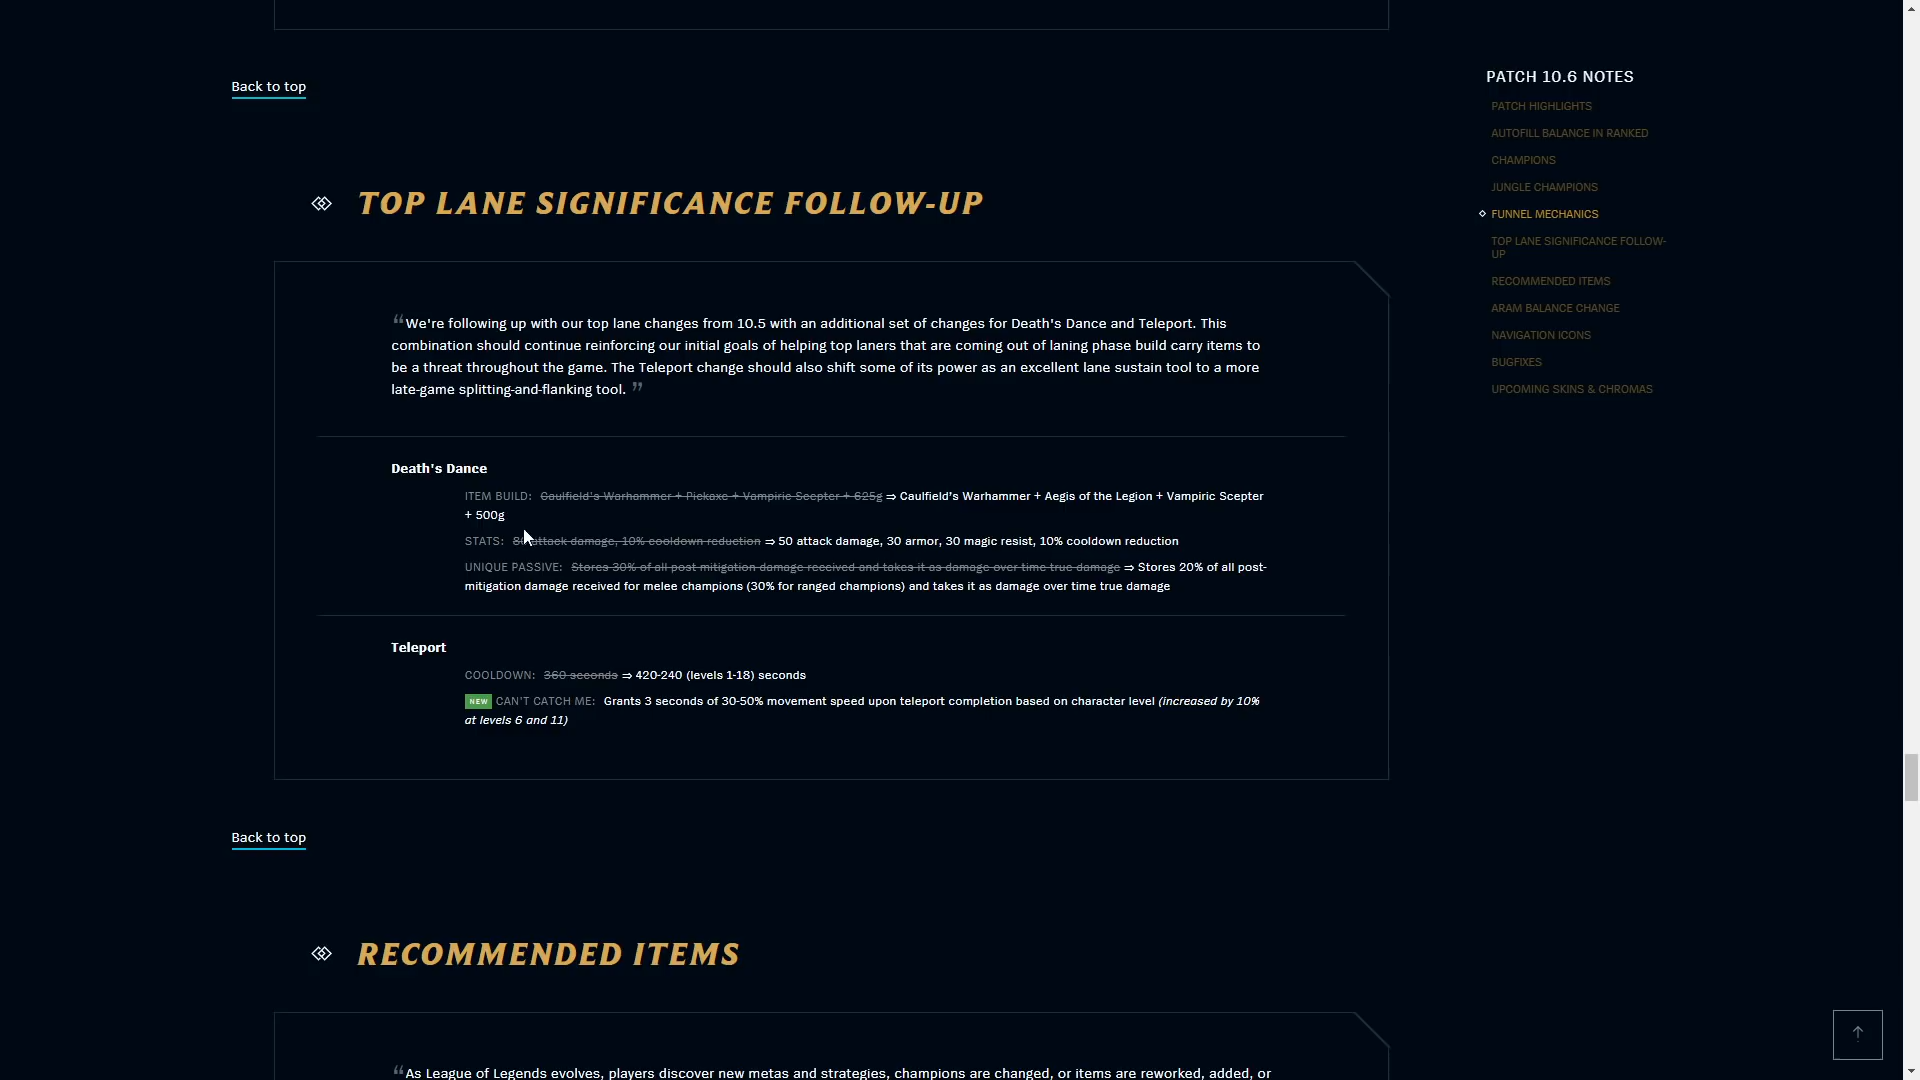 Back to top
TOP LANE SIGNIFICANCE FOLLOW-UP
“We're following up with our top lane changes from 10.5 with an additional set of changes for Death's Dance and Teleport. This
combination should continue reinforcing our initial goals of helping top laners that are coming out of laning phase build carry items to
be a threat throughout the game. The Teleport change should also shift some of its power as an excellent lane sustain tool to a more
late-game splitting-and-flanking tool. ”
Death's Dance
ITEM BUILD: Caulfield's Warhammer + Pickaxe + Vampiric Scepter + 625g ⇒ Caulfield’s Warhammer + Aegis of the Legion + Vampiric Scepter
+ 500g
STATS: attack damage, 10% cooldown reduction ⇒ 50 attack damage, 30 armor, 30 magic resist, 10% cooldown reduction
UNIQUE PASSIVE: Stores 30% of all post mitigation damage received and takes it as damage over time true damage ⇒ Stores 20% of all post-
mitigation damage received for melee champions (30% for ranged champions) and takes it as damage over time true damage
Teleport
COOLDOWN: 360 seconds ⇒ 420-240 (levels 1-18) seconds
NEW CAN'T CATCH ME: Grants 3 seconds of 30-50% movement speed upon teleport completion based on character level (increased by 10%
at levels 6 and 11)
Back to top
RECOMMENDED ITEMS
“As League of Legends evolves, players discover new metas and strategies, champions are changed, or items are reworked, added, or
PATCH 10.6 NOTES
PATCH HIGHLIGHTS
AUTOFILL BALANCE IN RANKED
CHAMPIONS
JUNGLE CHAMPIONS
FUNNEL MECHANICS
TOP LANE SIGNIFICANCE FOLLOW-
UP
RECOMMENDED ITEMS
ARAM BALANCE CHANGE
NAVIGATION ICONS
BUGFIXES
UPCOMING SKINS & CHROMAS